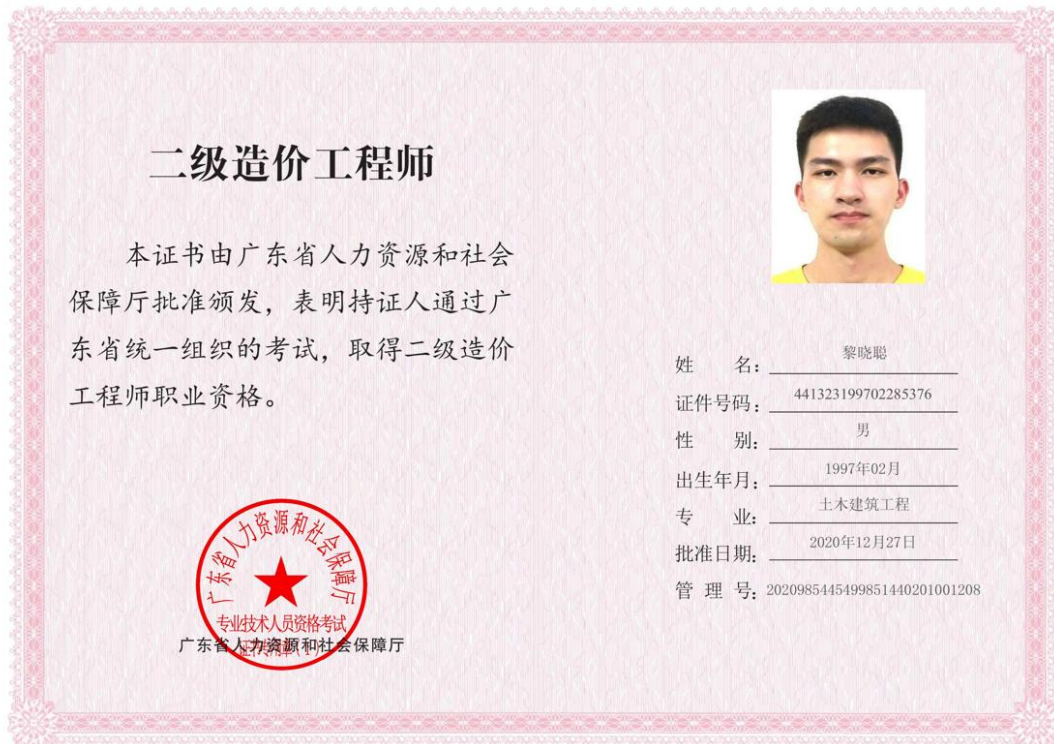 二级造价工程师
本证书由广东省人力资源和社会
保障厅批准颁发，表明持证人通过广
东省统一组织的考试，取得二级造价
工程师职业资格。
广东省人力资源和社会保障厅
专业技术人员资格考试
广东省人力资源和社会保障厅
姓 名：黎晓聪
证件号码：441323199702285376
性 别：男
出生年月：1997年02月
专 业：土木建筑工程
批准日期：2020年12月27日
管 理 号：20209854454998514402010​01208